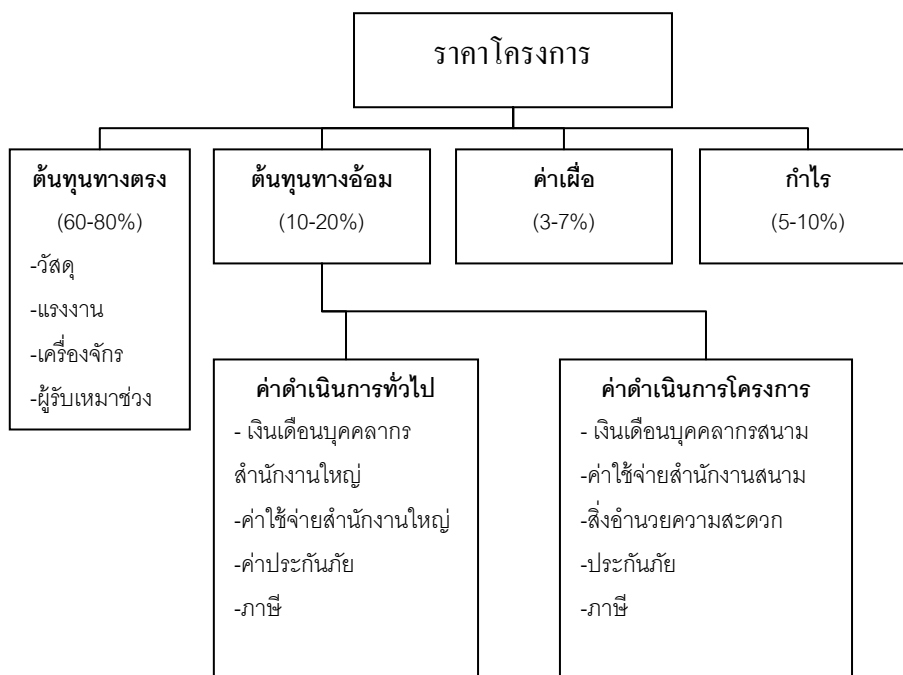 ราคาโครงการ
ต้นทุนทางตรง
(60-80%)
-วัสดุ
-แรงงาน
-เครื่องจักร
-ผู้รับเหมาช่วง
ต้นทุนทางอ้อม
(10-20%)
ค่าเผื่อ
(3-7%)
กำไร
(5-10%)
ค่าดำเนินการทั่วไป
- เงินเดือนบุคคลากร
สำนักงานใหญ่
-ค่าใช้จ่ายสำนักงานใหญ่
-ค่าประกันภัย
-ภาษี
ค่าดำเนินการโครงการ
- เงินเดือนบุคคลากรสนาม
-ค่าใช้จ่ายสำนักงานสนาม
-สิ่งอำนวยความสะดวก
-ประกันภัย
-ภาษี